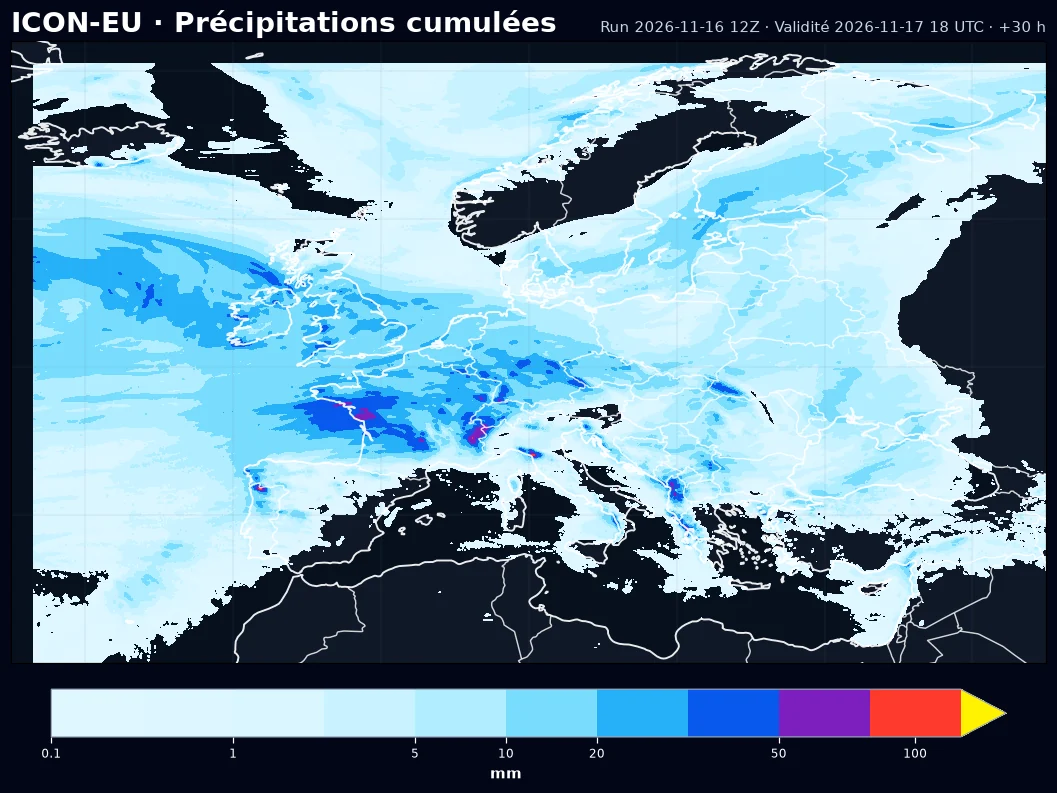 ICON-EU · Précipitations cumulées
Run 2026-11-16 12Z · Validité 2026-11-17 18 UTC · +30 h
0.1 1 5 10 20 50 100
mm